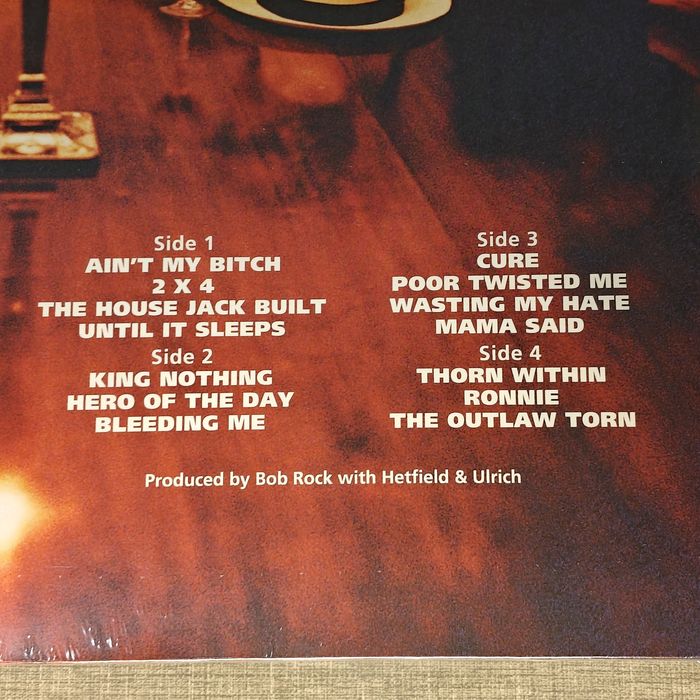 Side 1
AIN'T MY BITCH
2 X 4
THE HOUSE JACK BUILT
UNTIL IT SLEEPS
Side 2
KING NOTHING
HERO OF THE DAY
BLEEDING ME
Side 3
CURE
POOR TWISTED ME
WASTING MY HATE
MAMA SAID
Side 4
THORN WITHIN
RONNIE
THE OUTLAW TORN
Produced by Bob Rock with Hetfield & Ulrich